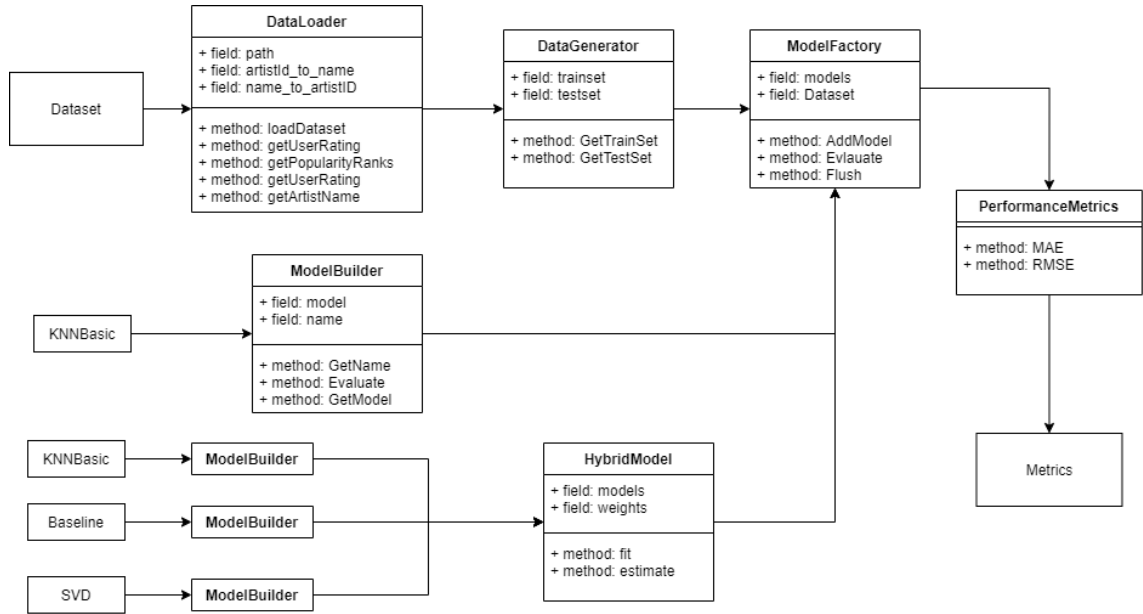 Dataset
DataLoader
+ field: path
+ field: artistId_to_name
+ field: name_to_artistID
+ method: loadDataset
+ method: getUserRating
+ method: getPopularityRanks
+ method: getUserRating
+ method: getArtistName
DataGenerator
+ field: trainset
+ field: testset
+ method: GetTrainSet
+ method: GetTestSet
ModelFactory
+ field: models
+ field: Dataset
+ method: AddModel
+ method: Evlauate
+ method: Flush
PerformanceMetrics
+ method: MAE
+ method: RMSE
KNNBasic
ModelBuilder
+ field: model
+ field: name
+ method: GetName
+ method: Evaluate
+ method: GetModel
KNNBasic
ModelBuilder
Baseline
ModelBuilder
SVD
ModelBuilder
HybridModel
+ field: models
+ field: weights
+ method: fit
+ method: estimate
Metrics